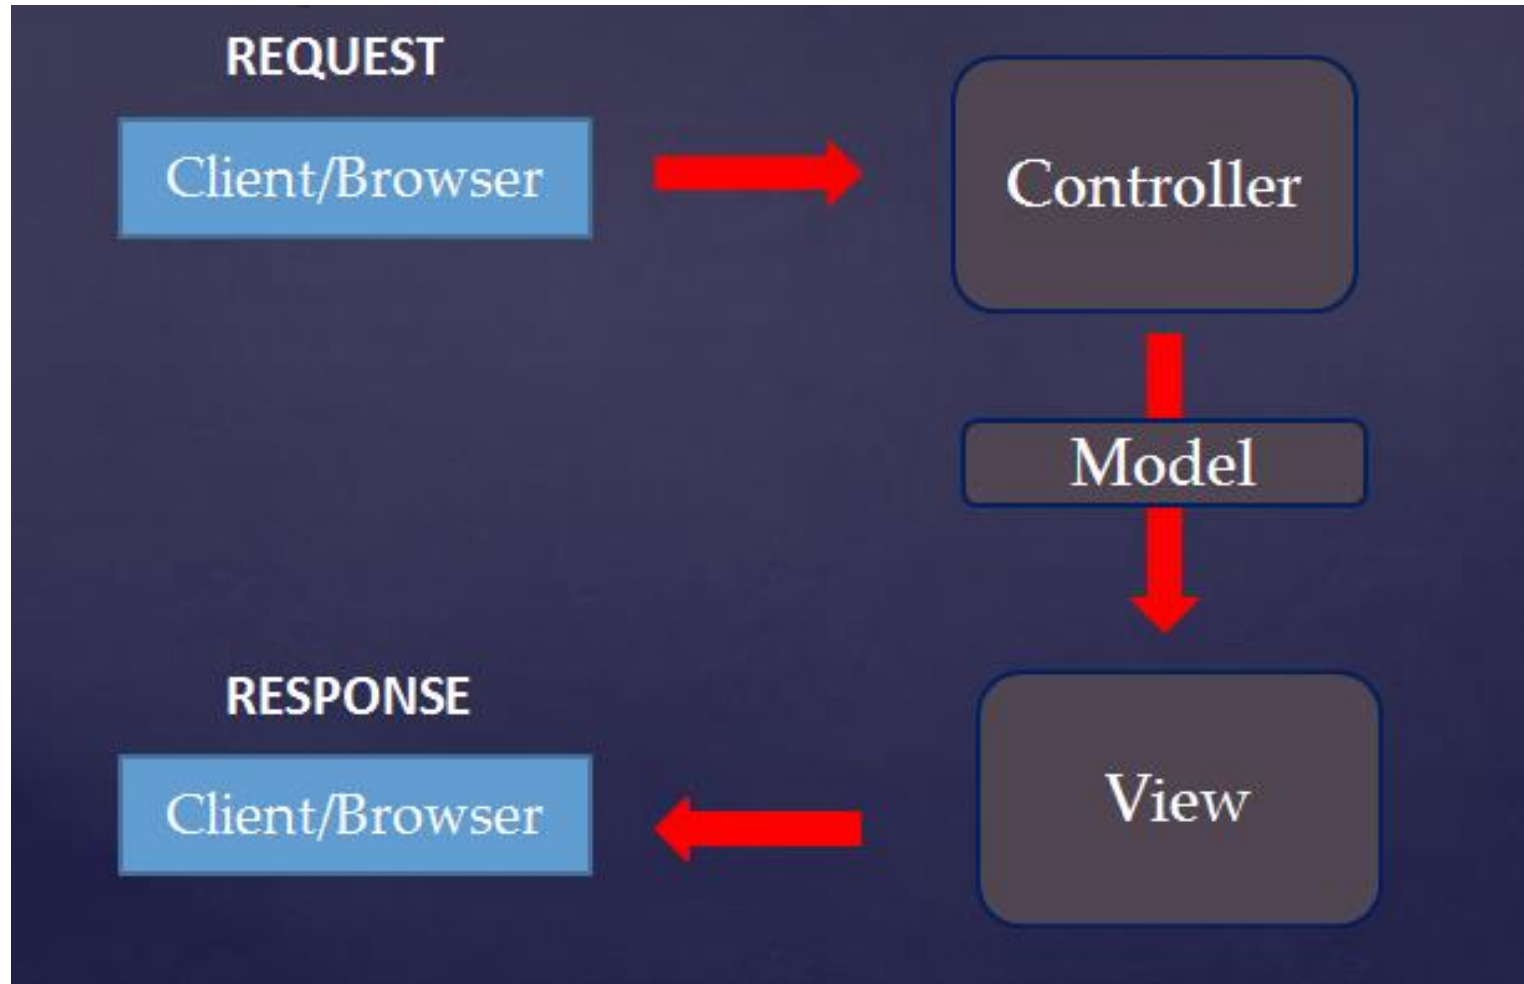 REQUEST
Client/Browser
Controller
Model
RESPONSE
Client/Browser
View